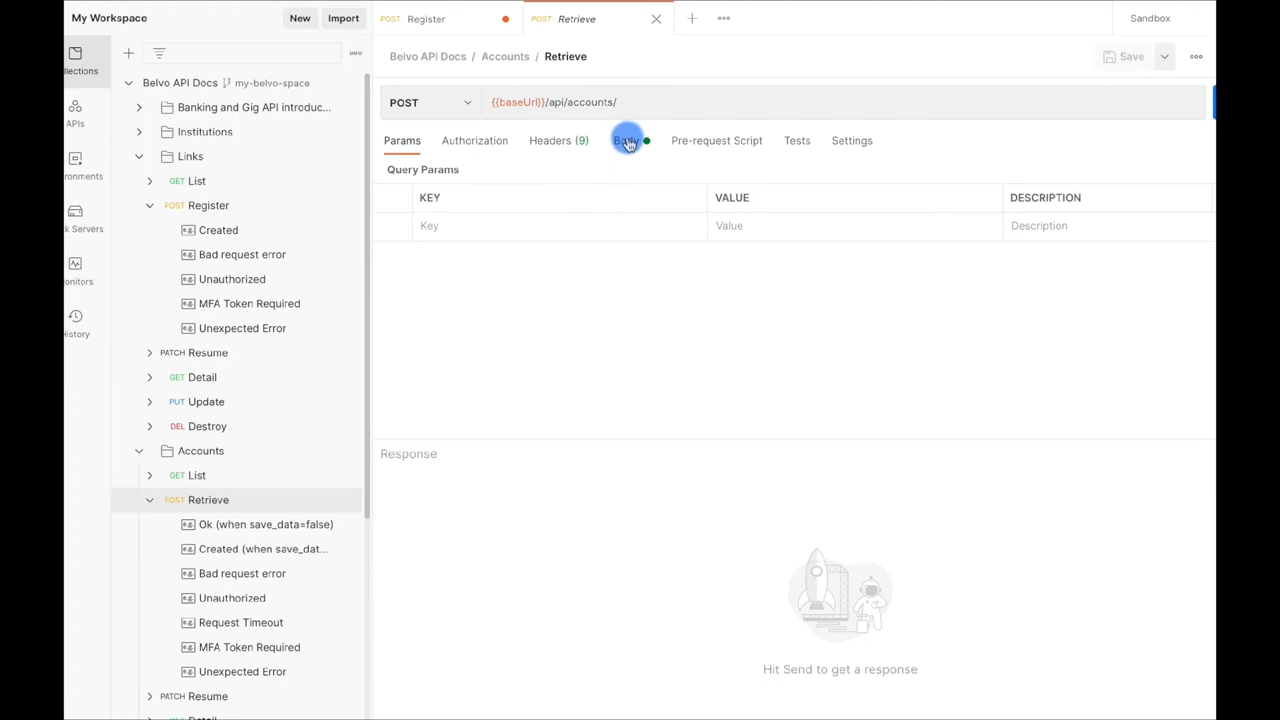 My Workspace
New
Import
POST Register
POST Retrieve
Sandbox
llections
APIs
ronments
k Servers
onitors
istory
Belvo API Docs my-belvo-space
Banking and Gig API introduc...
Institutions
Links
GET List
POST Register
e.g. Created
e.g. Bad request error
e.g. Unauthorized
e.g. MFA Token Required
e.g. Unexpected Error
PATCH Resume
GET Detail
PUT Update
DEL Destroy
Accounts
GET List
POST Retrieve
e.g. Ok (when save_data=false)
e.g. Created (when save_dat...
e.g. Bad request error
e.g. Unauthorized
e.g. Request Timeout
e.g. MFA Token Required
e.g. Unexpected Error
PATCH Resume
Belvo API Docs / Accounts / Retrieve
Save
POST
{{baseUrl}}/api/accounts/
Params Authorization Headers (9) Body Pre-request Script Tests Settings
Query Params
KEY VALUE DESCRIPTION
Key Value Description
Response
Hit Send to get a response